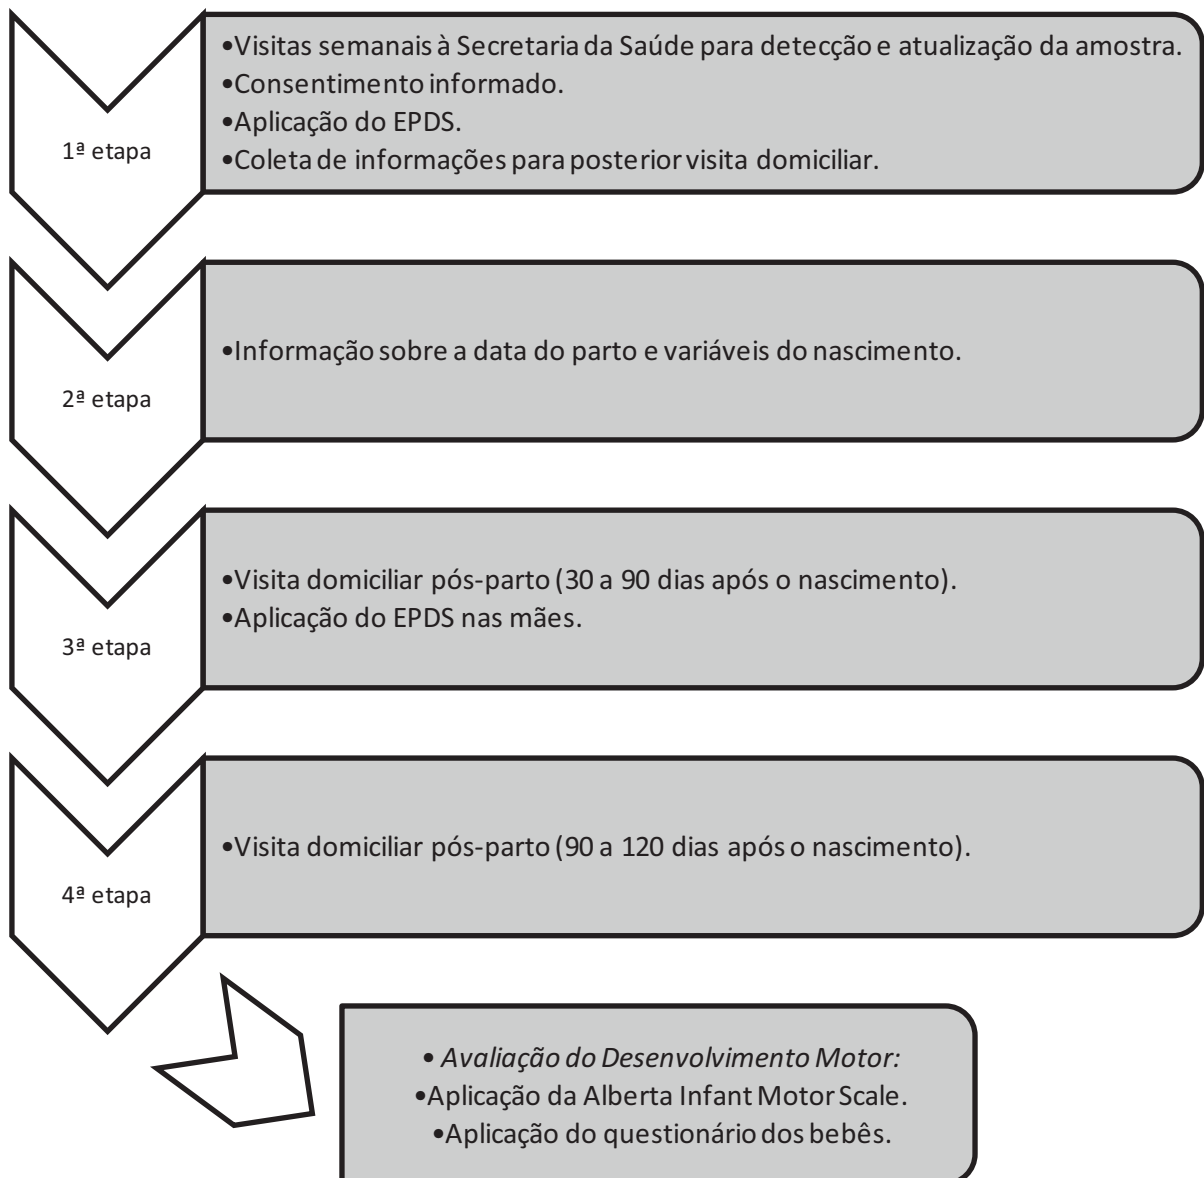 1ª etapa
•Visitas semanais à Secretaria da Saúde para detecção e atualização da amostra.
•Consentimento informado.
•Aplicação do EPDS.
•Coleta de informações para posterior visita domiciliar.
2ª etapa
•Informação sobre a data do parto e variáveis do nascimento.
3ª etapa
•Visita domiciliar pós-parto (30 a 90 dias após o nascimento).
•Aplicação do EPDS nas mães.
4ª etapa
•Visita domiciliar pós-parto (90 a 120 dias após o nascimento).
• Avaliação do Desenvolvimento Motor:
•Aplicação da Alberta Infant Motor Scale.
•Aplicação do questionário dos bebês.